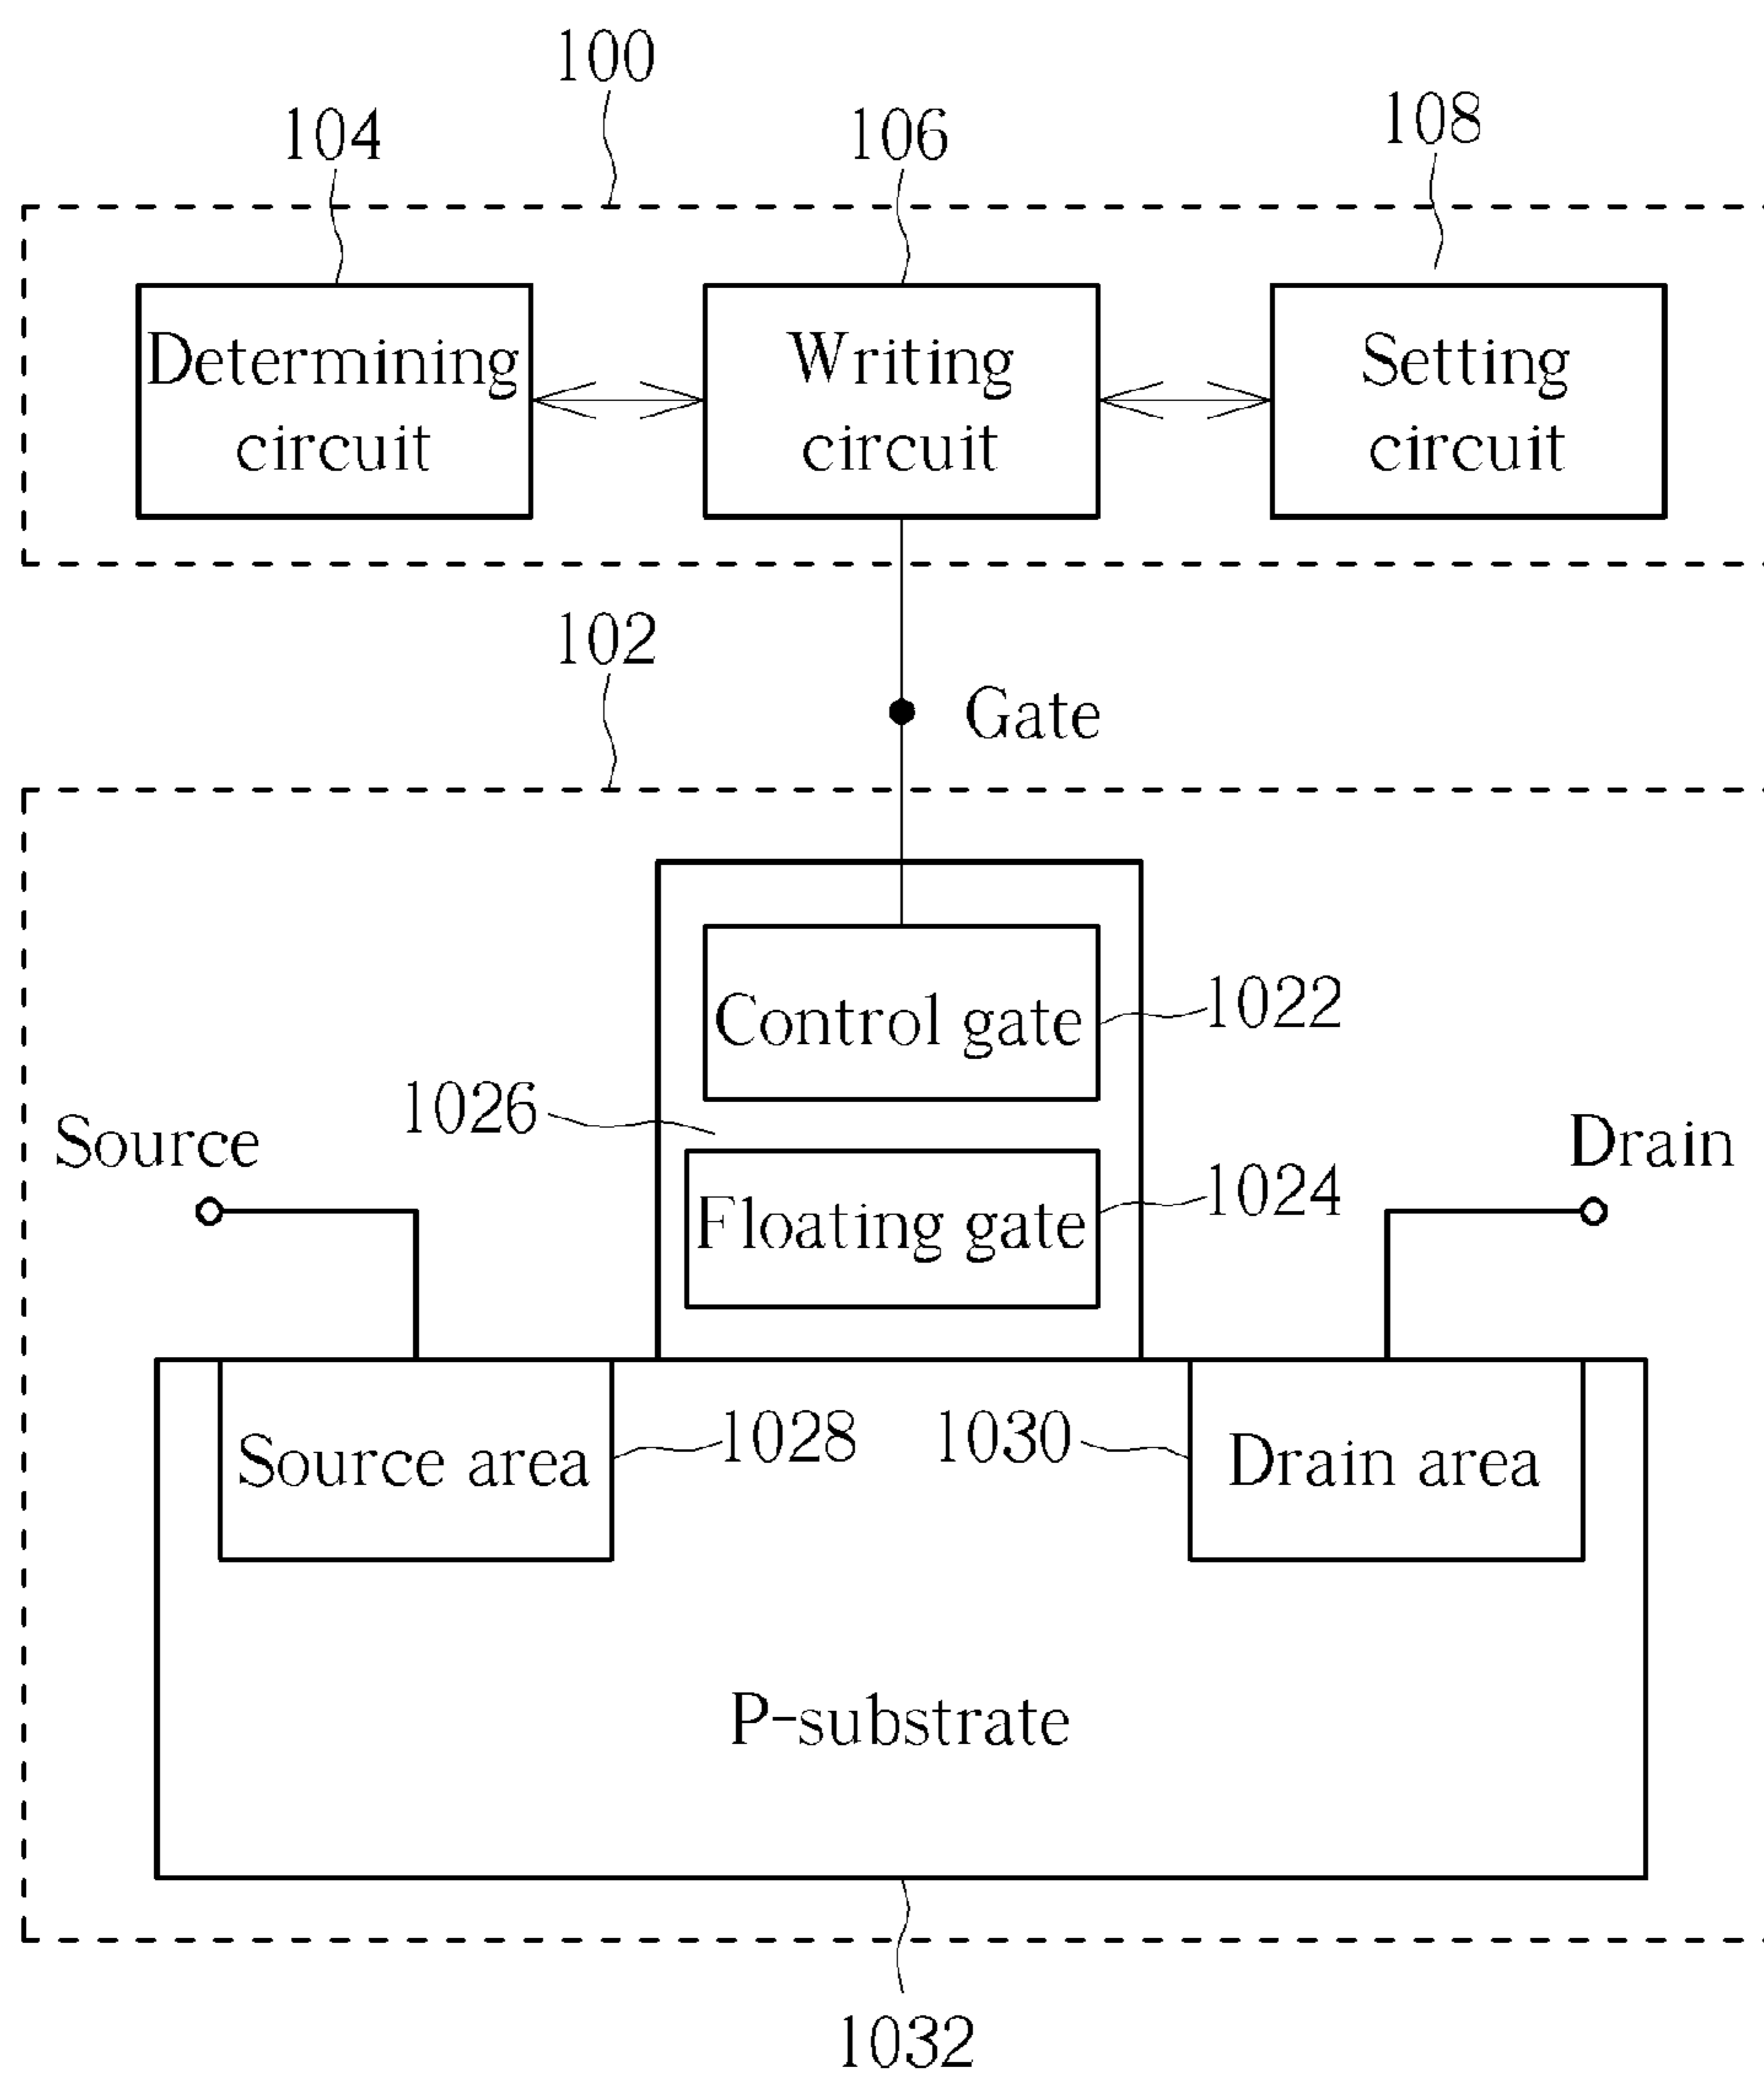 100
104
106
108
Determining
circuit
Writing
circuit
Setting
circuit
102
Gate
Control gate
1022
1026
Source
Drain
Floating gate
1024
Source area
1028
1030
Drain area
P-substrate
1032